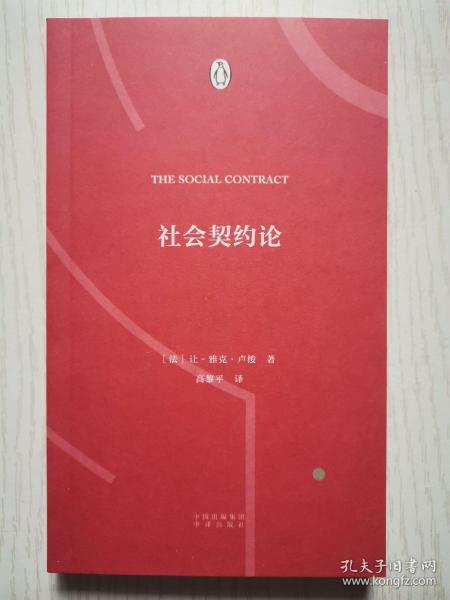 THE SOCIAL CONTRACT
社会契约论
[法] 让-雅克·卢梭 著
高黎平 译
中国出版集团
中译出版社
孔夫子旧书网
www.kongfz.com